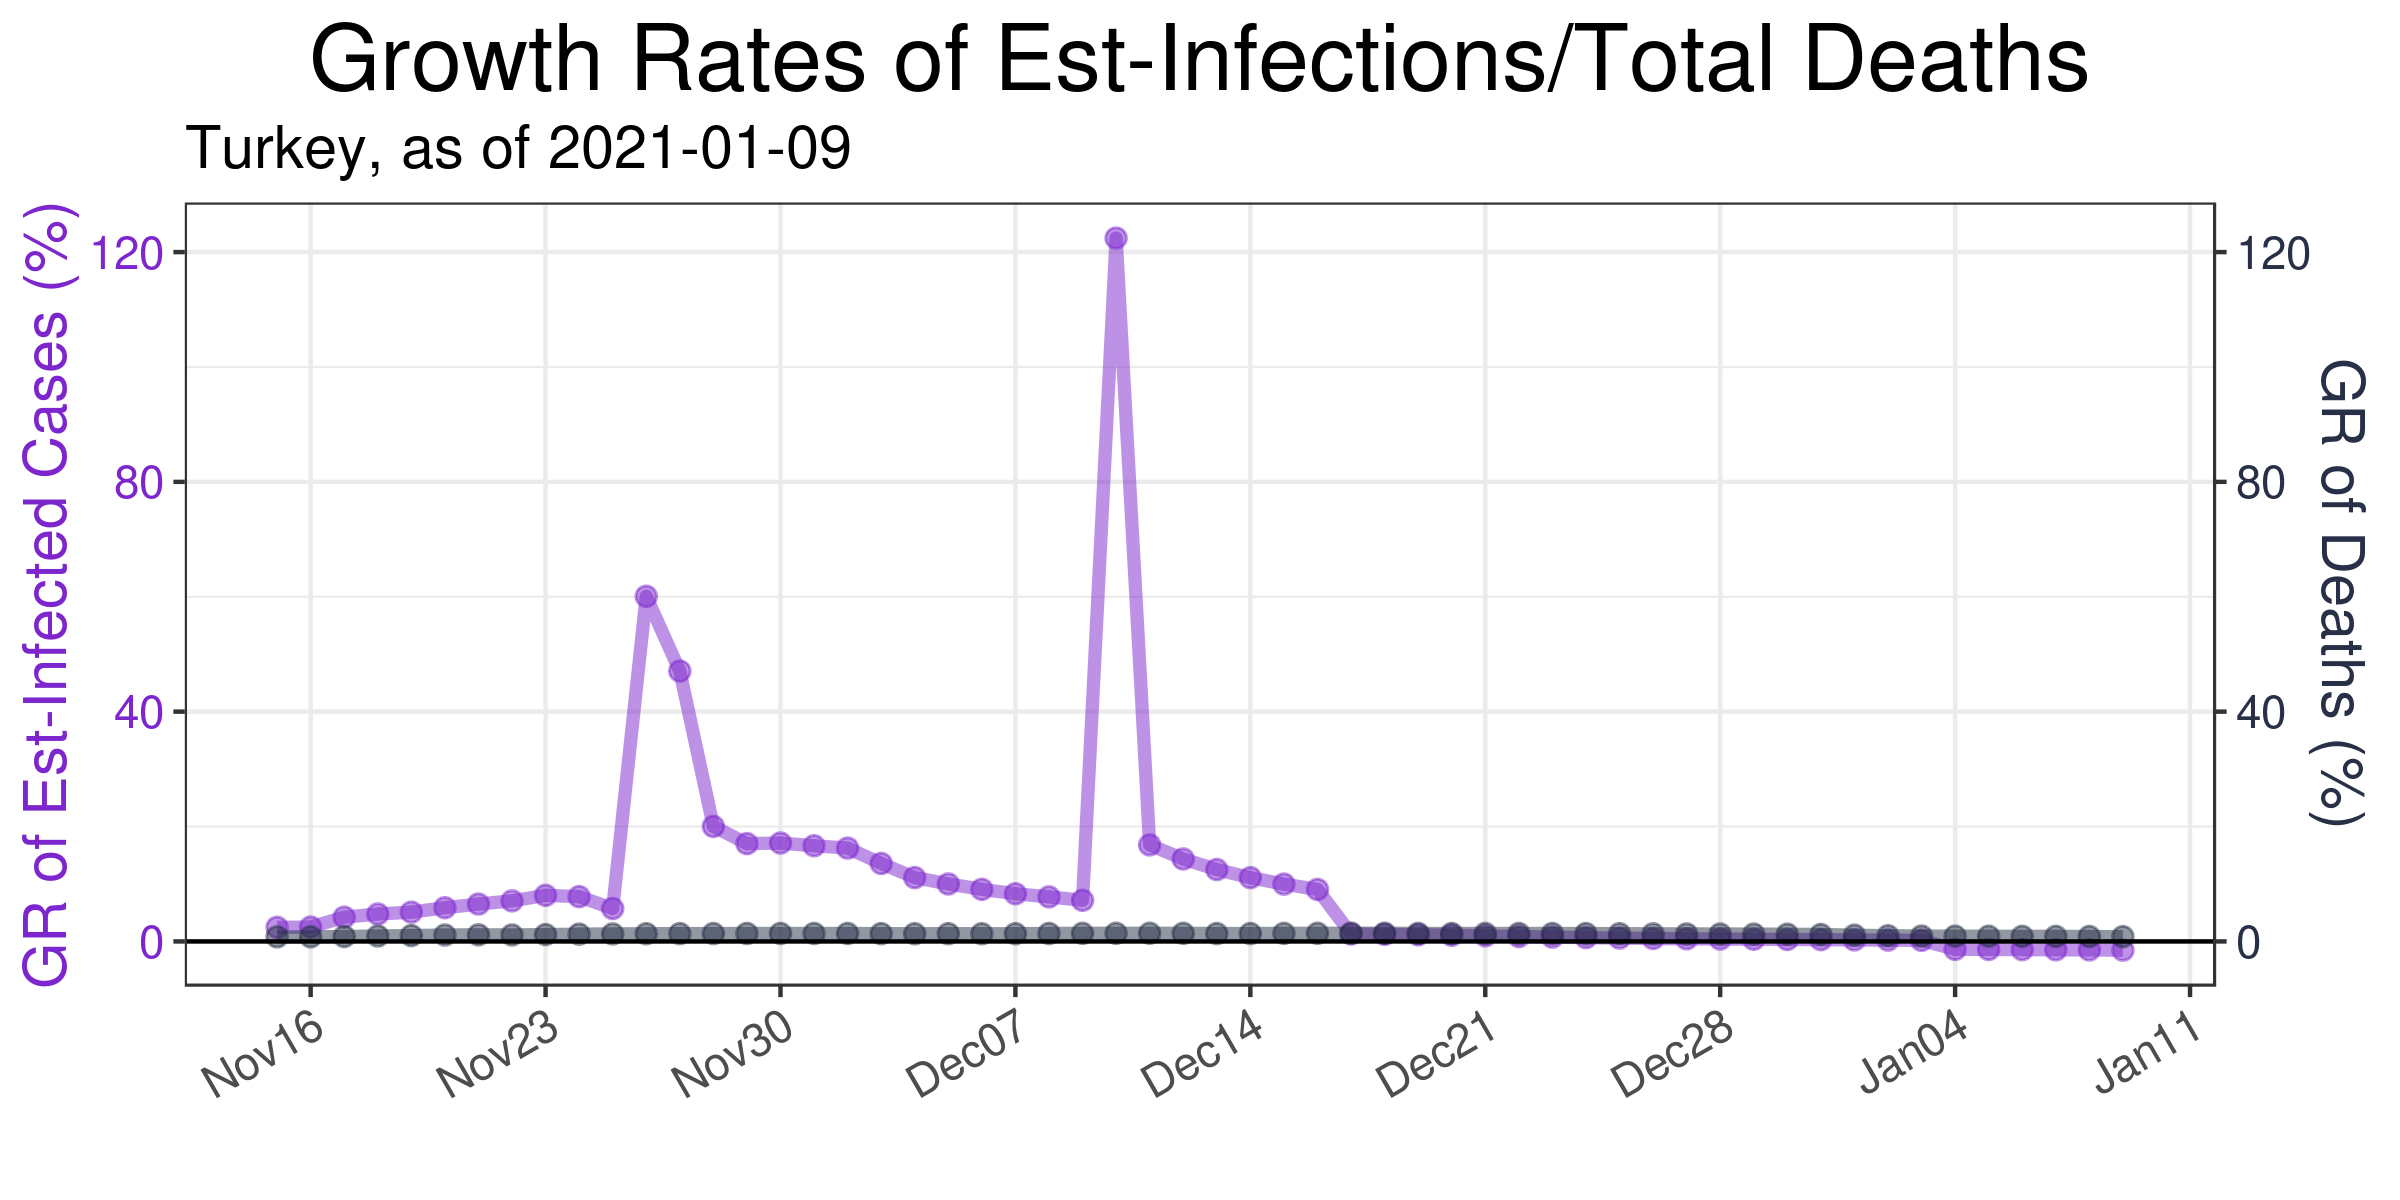 Growth Rates of Est-Infections/Total Deaths
Turkey, as of 2021-01-09
GR of Est-Infected Cases (%)
120
80
40
0
120
80
40
0
GR of Deaths (%)
Nov16
Nov23
Nov30
Dec07
Dec14
Dec21
Dec28
Jan04
Jan11